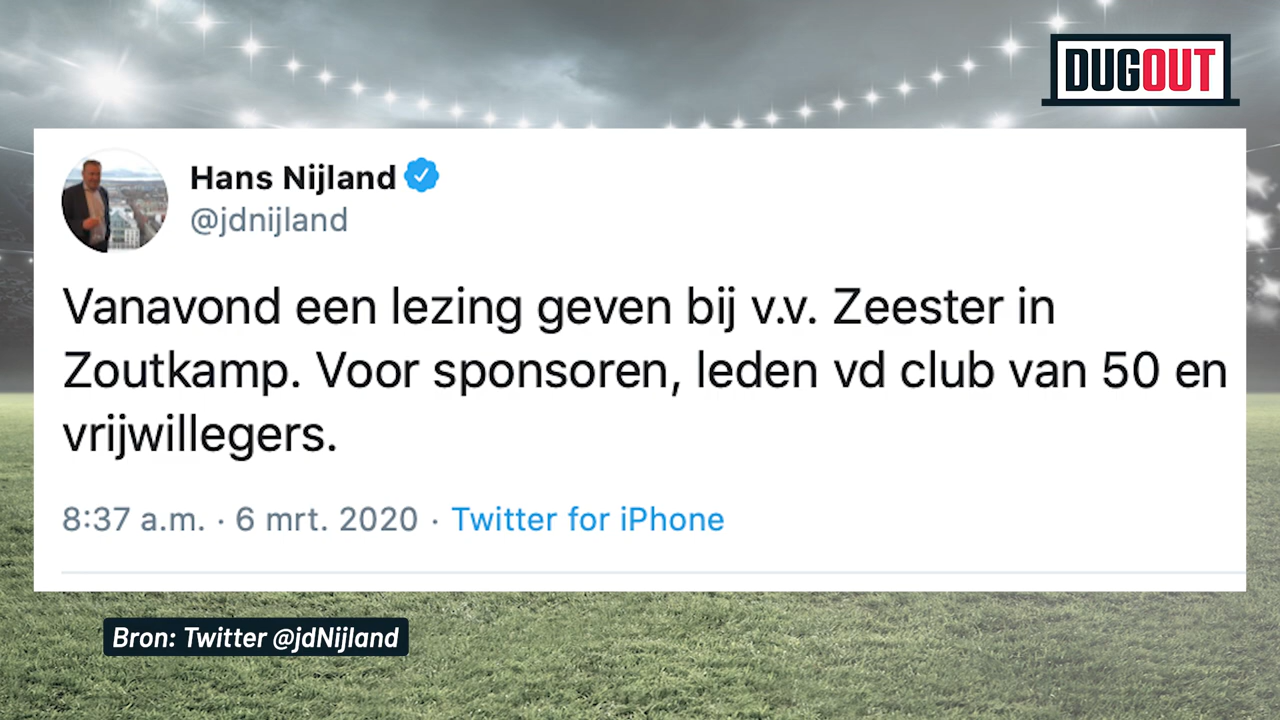 DUGOUT
Hans Nijland
@jdnijland
Vanavond een lezing geven bij v.v. Zeester in
Zoutkamp. Voor sponsoren, leden vd club van 50 en
vrijwillegers.
8:37 a.m. · 6 mrt. 2020 · Twitter for iPhone
Bron: Twitter @jdNijland